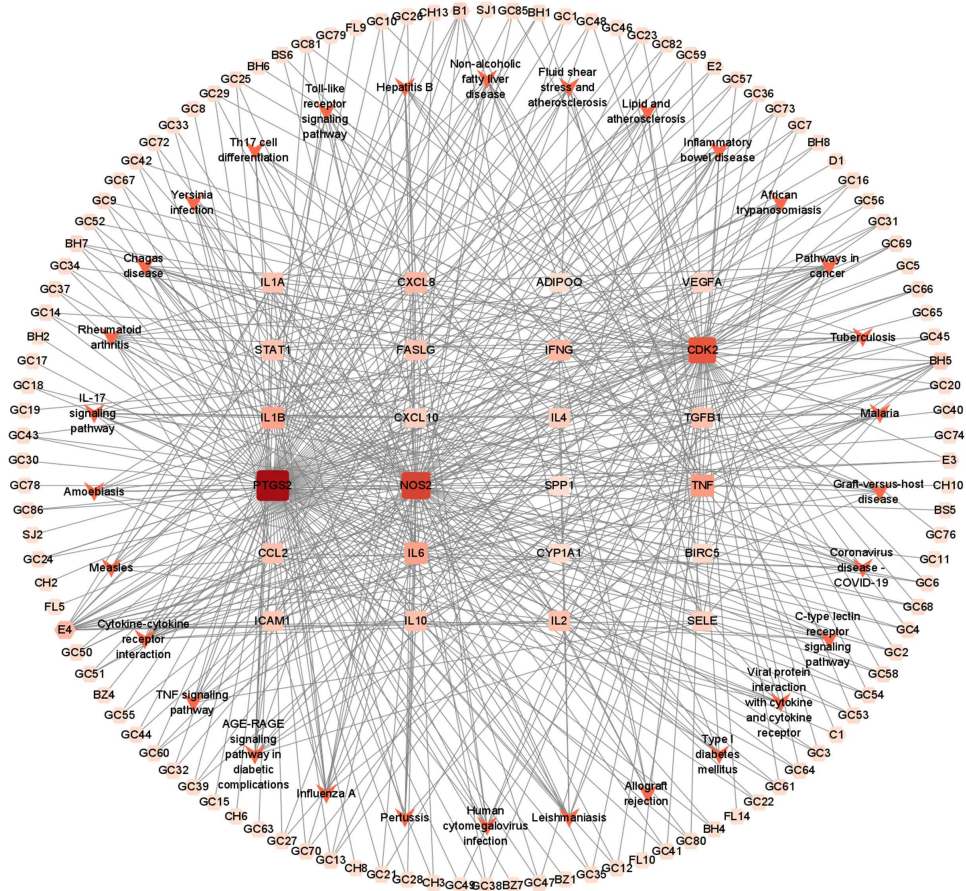 B1
SJ1
GC85
BH1
GC1
GC48
GC46
GC23
GC82
GC59
E2
GC57
GC36
GC73
GC7
BH8
D1
GC16
GC56
GC31
GC69
GC5
GC66
GC65
GC45
BH5
GC20
GC40
GC74
E3
CH10
BS5
GC76
GC11
GC6
GC68
GC4
GC2
GC58
GC54
GC53
C1
GC3
GC64
GC61
GC22
FL14
BH4
GC80
GC41
FL10
GC12
GC35
BZ1
GC47
BZ7
GC38
GC49
CH3
GC28
GC21
CH8
GC13
GC70
GC27
GC63
CH6
GC15
GC39
GC32
GC60
GC44
GC55
BZ4
GC51
GC50
E4
FL5
CH2
GC24
SJ2
GC86
GC78
GC30
GC43
GC19
GC18
GC17
BH2
GC14
GC37
GC34
BH7
GC52
GC9
GC67
GC42
GC72
GC33
GC8
GC29
GC25
BH6
BS6
GC81
GC79
FL9
GC10
GC26
CH13
Non-alcoholic
fatty liver
disease
Fluid shear
stress and
atherosclerosis
Lipid and
atherosclerosis
Inflammatory
bowel disease
African
trypanosomiasis
Pathways in
cancer
Tuberculosis
Malaria
Graft-versus-host
disease
Coronavirus
disease -
COVID-19
C-type lectin
receptor
signaling
pathway
Viral protein
interaction
with cytokine
and cytokine
receptor
Type I
diabetes
mellitus
Allograft
rejection
Leishmaniasis
Human
cytomegalovirus
infection
Pertussis
Influenza A
AGE-RAGE
signaling
pathway in
diabetic
complications
TNF signaling
pathway
Cytokine-cytokine
receptor
interaction
Measles
Amoebiasis
IL-17
signaling
pathway
Rheumatoid
arthritis
Chagas
disease
Yersinia
infection
Th17 cell
differentiation
Toll-like
receptor
signaling
pathway
Hepatitis B
IL1A
CXCL8
ADIPOQ
VEGFA
STAT1
FASLG
IFNG
CDK2
IL1B
CXCL10
IL4
TGFB1
PTGS2
NOS2
SPP1
TNF
CCL2
IL6
CYP1A1
BIRC5
ICAM1
IL10
IL2
SELE